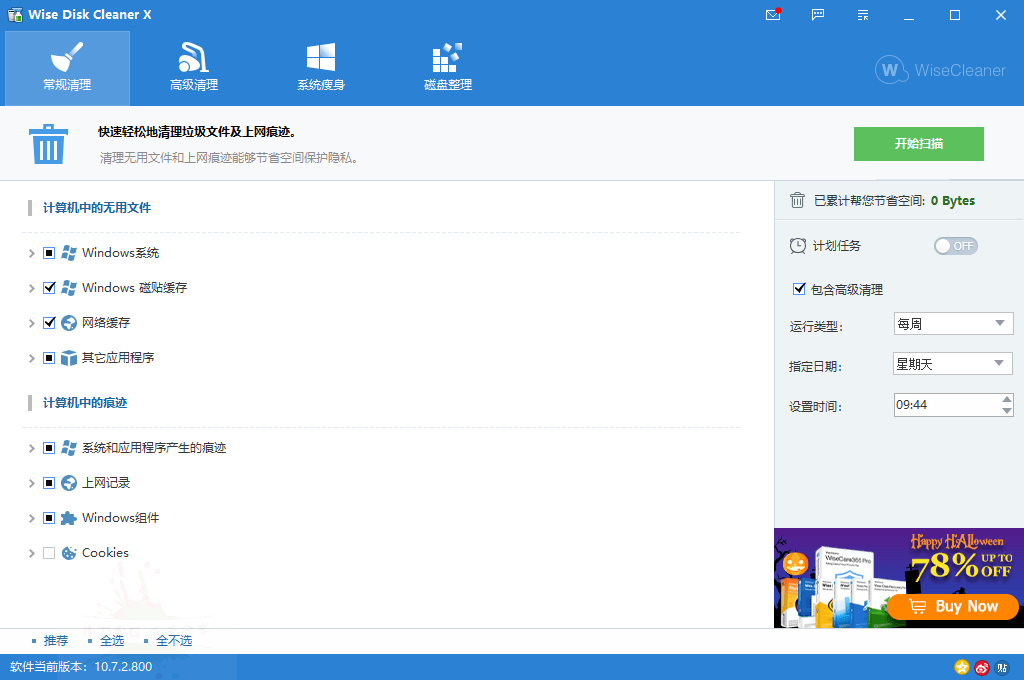 Wise Disk Cleaner X
常规清理
高级清理
系统瘦身
磁盘整理
W WiseCleaner
快速轻松地清理垃圾文件及上网痕迹。
清理无用文件和上网痕迹能够节省空间保护隐私。
开始扫描
计算机中的无用文件
Windows系统
Windows 磁贴缓存
网络缓存
其它应用程序
计算机中的痕迹
系统和应用程序产生的痕迹
上网记录
Windows组件
Cookies
已累计帮您节省空间: 0 Bytes
计划任务 OFF
包含高级清理
运行类型: 每周
指定日期: 星期天
设置时间: 09:44
Happy HALloween
78% UP TO OFF
WiseCare365 Pro
Buy Now
推荐 全选 全不选
软件当前版本: 10.7.2.800
贴